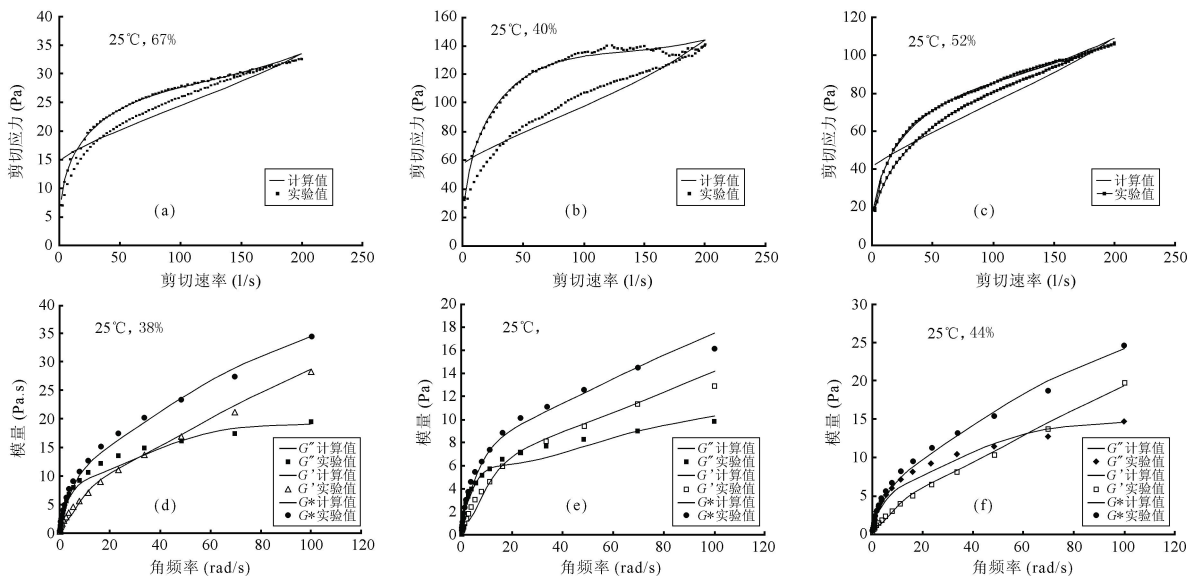 40
35
30
25
20
15
10
5
0
剪切应力 (Pa)
25℃, 67%
计算值
实验值
(a)
0 50 100 150 200 250
剪切速率 (l/s)
160
140
120
100
80
60
40
20
0
剪切应力 (Pa)
25℃, 40%
计算值
实验值
(b)
0 50 100 150 200 250
剪切速率 (l/s)
120
100
80
60
40
20
0
剪切应力 (Pa)
25℃, 52%
计算值
实验值
(c)
0 50 100 150 200 250
剪切速率 (l/s)
40
35
30
25
20
15
10
5
0
模量 (Pa.s)
25℃, 38%
G″计算值
G″实验值
G'计算值
G'实验值
G*计算值
G*实验值
(d)
0 20 40 60 80 100 120
角频率 (rad/s)
20
18
16
14
12
10
8
6
4
2
0
模量 (Pa)
25℃,
G″计算值
G″实验值
G'计算值
G'实验值
G*计算值
G*实验值
(e)
0 20 40 60 80 100 120
角频率 (rad/s)
30
25
20
15
10
5
0
模量 (Pa)
25℃, 44%
G″计算值
G″实验值
G'计算值
G'实验值
G*计算值
G*实验值
(f)
0 20 40 60 80 100 120
角频率 (rad/s)